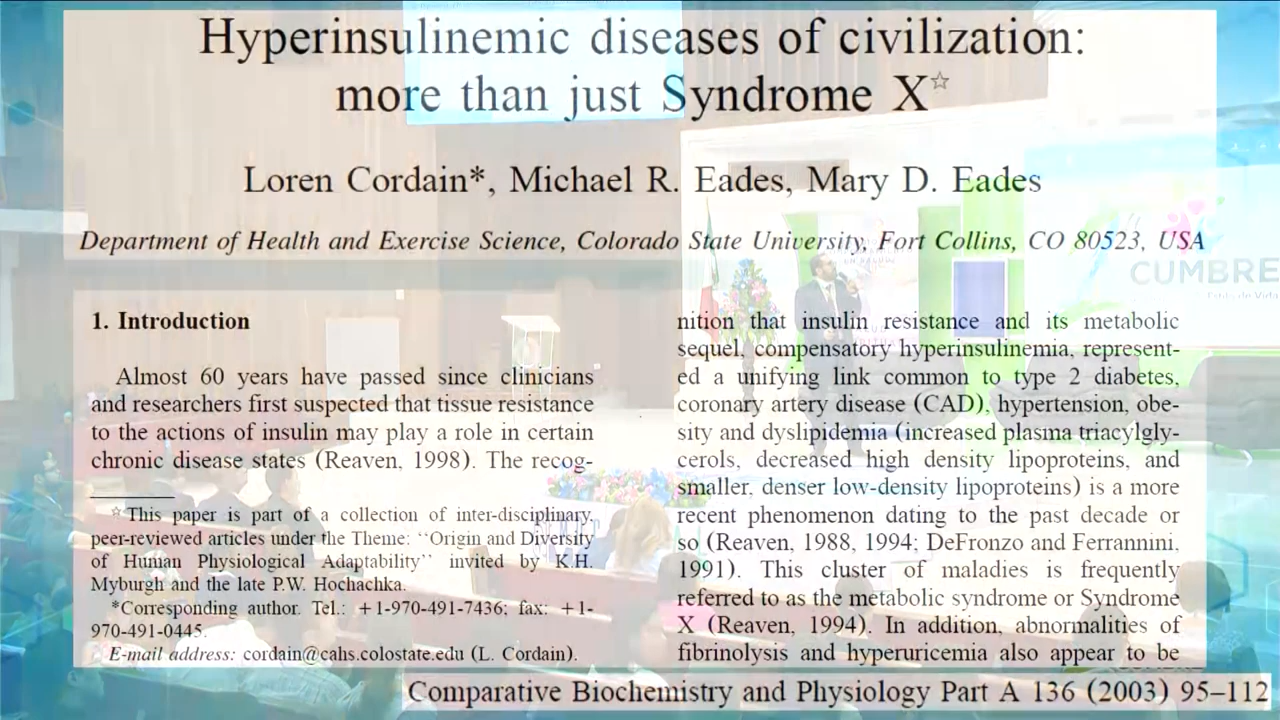 Hyperinsulinemic diseases of civilization:
more than just Syndrome X☆
Loren Cordain*, Michael R. Eades, Mary D. Eades
Department of Health and Exercise Science, Colorado State University, Fort Collins, CO 80523, USA
1. Introduction
Almost 60 years have passed since clinicians
and researchers first suspected that tissue resistance
to the actions of insulin may play a role in certain
chronic disease states (Reaven, 1998). The recog-
☆ This paper is part of a collection of inter-disciplinary,
peer-reviewed articles under the Theme: ‘‘Origin and Diversity
of Human Physiological Adaptability’’ invited by K.H.
Myburgh and the late P.W. Hochachka.
*Corresponding author. Tel.: +1-970-491-7436; fax: +1-
970-491-0445.
E-mail address: cordain@cahs.colostate.edu (L. Cordain).
nition that insulin resistance and its metabolic
sequel, compensatory hyperinsulinemia, represent-
ed a unifying link common to type 2 diabetes,
coronary artery disease (CAD), hypertension, obe-
sity and dyslipidemia (increased plasma triacylgly-
cerols, decreased high density lipoproteins, and
smaller, denser low-density lipoproteins) is a more
recent phenomenon dating to the past decade or
so (Reaven, 1988, 1994; DeFronzo and Ferrannini,
1991). This cluster of maladies is frequently
referred to as the metabolic syndrome or Syndrome
X (Reaven, 1994). In addition, abnormalities of
fibrinolysis and hyperuricemia also appear to be
Comparative Biochemistry and Physiology Part A 136 (2003) 95–112
CUMBRE